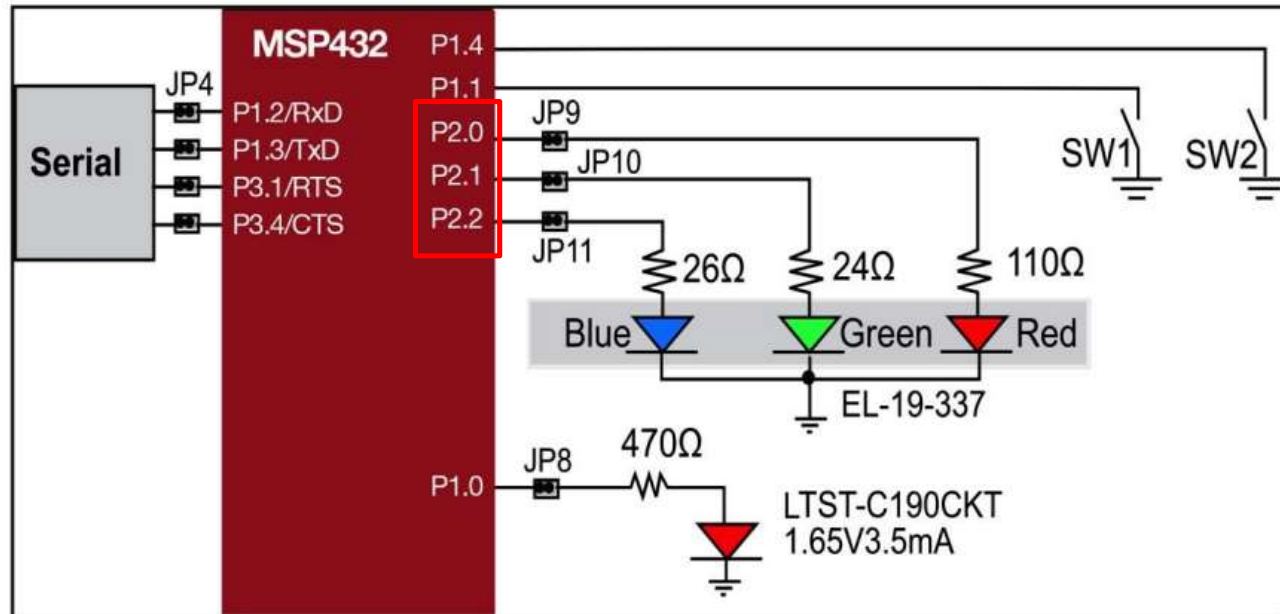 MSP432
P1.4
JP4
P1.1
P1.2/RxD
P2.0
JP9
Serial
P1.3/TxD
P2.1
JP10
SW1
SW2
P3.1/RTS
P3.4/CTS
P2.2
JP11
26Ω
24Ω
110Ω
Blue
Green
Red
EL-19-337
470Ω
P1.0
JP8
LTST-C190CKT
1.65V3.5mA